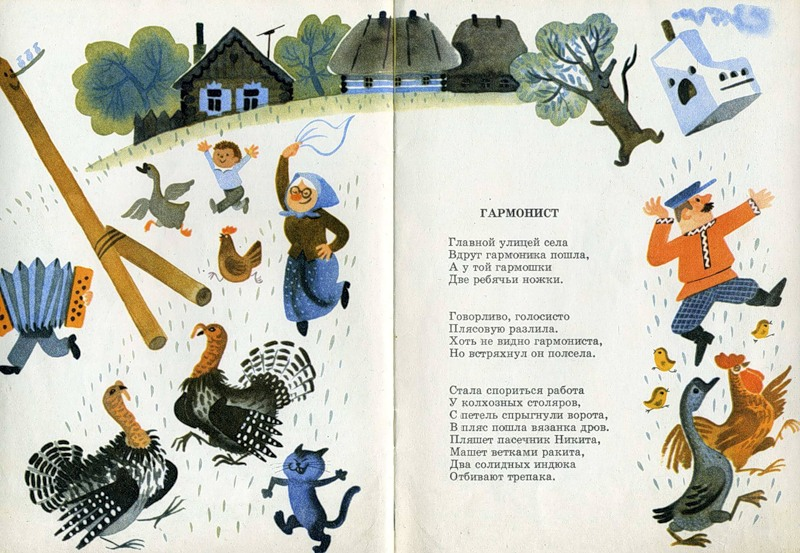 ГАРМОНИСТ
Главной улицей села
Вдруг гармоника пошла,
А у той гармошки
Две ребячьи ножки.
Говорливо, голосисто
Плясовую разлила.
Хоть не видно гармониста,
Но встряхнул он полсела.
Стала спориться работа
У колхозных столяров,
С петель спрыгнули ворота,
В пляс пошла вязанка дров.
Пляшет пасечник Никита,
Машет ветками ракита,
Два солидных индюка
Отбивают трепака.